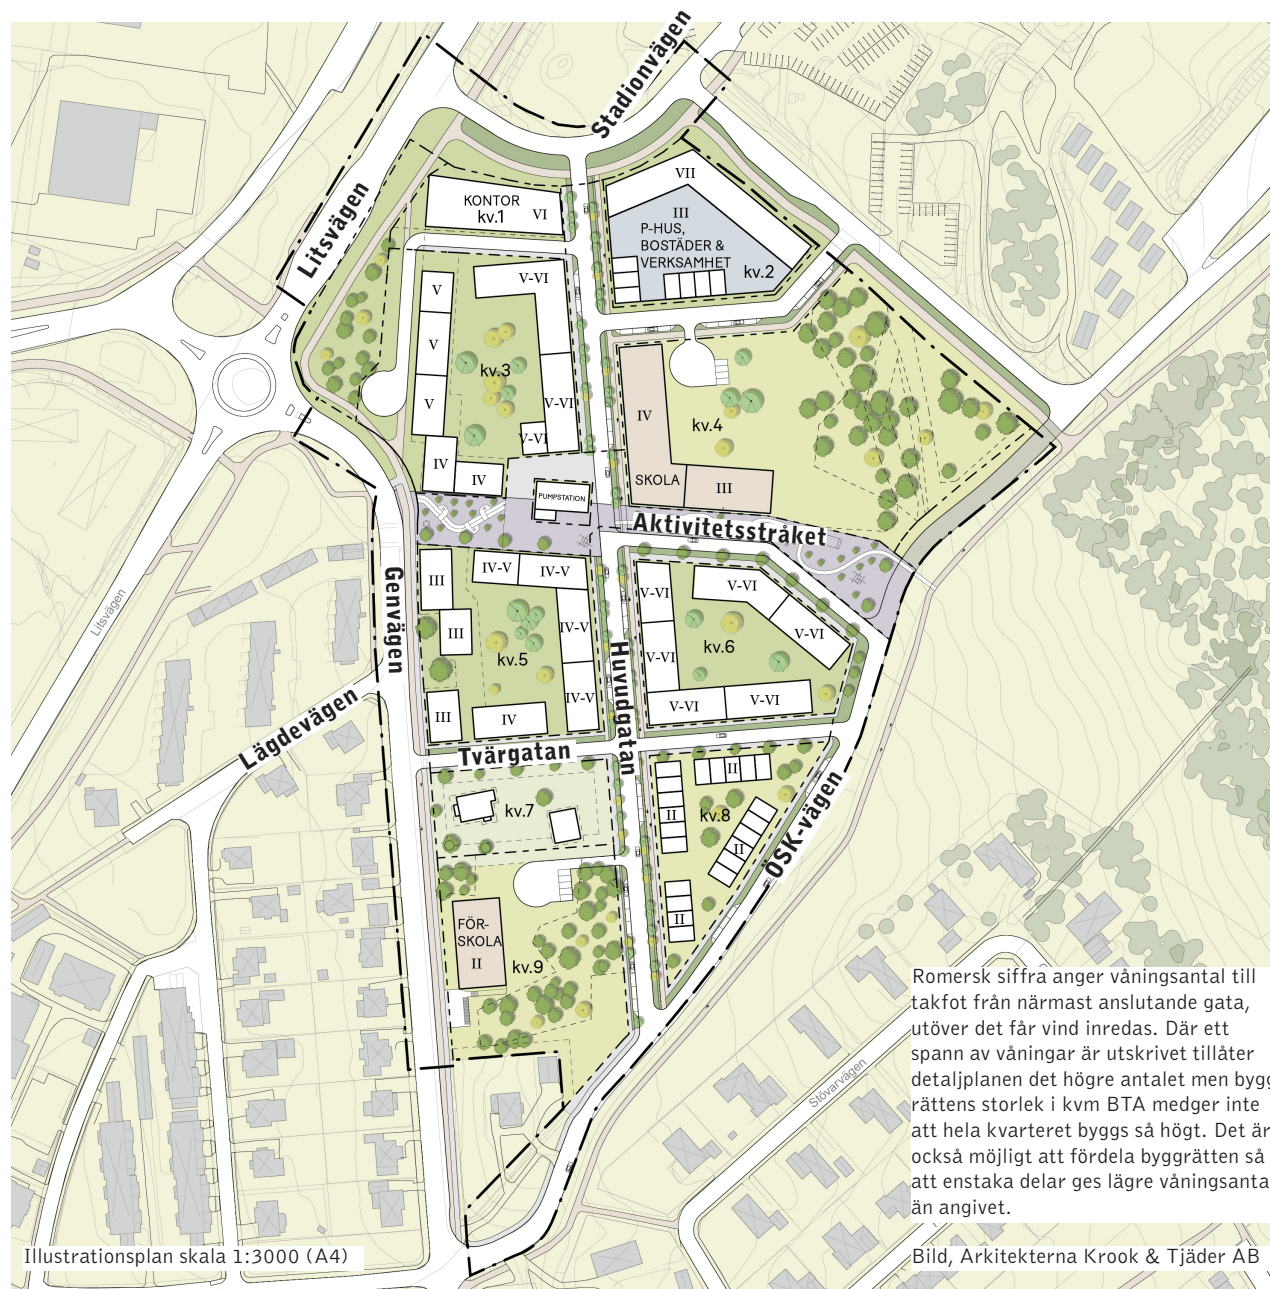 Stadionvägen
Litsvägen
KONTOR
kv.1
VI
VII
III
P-HUS,
BOSTÄDER &
VERKSAMHET
kv.2
V-VI
V
V
V
kv.3
V-VI
V-VI
IV
IV
PUMPSTATION
IV
kv.4
SKOLA
III
Aktivitetsstråket
Genvägen
Litsvägen
III
IV-V
IV-V
III
IV-V
kv.5
IV-V
III
IV
Huvudgatan
V-VI
V-VI
V-VI
V-VI
kv.6
V-VI
V-VI
Lägdevägen
Tvärgatan
kv.7
II
II
kv.8
II
II
ÖSK-vägen
FÖR-
SKOLA
II
kv.9
Stövarvägen
Romersk siffra anger våningsantal till
takfot från närmast anslutande gata,
utöver det får vind inredas. Där ett
spann av våningar är utskrivet tillåter
detaljplanen det högre antalet men bygg
rättens storlek i kvm BTA medger inte
att hela kvarteret byggs så högt. Det är
också möjligt att fördela byggrätten så
att enstaka delar ges lägre våningsanta
än angivet.
Illustrationsplan skala 1:3000 (A4)
Bild, Arkitekterna Krook & Tjäder AB